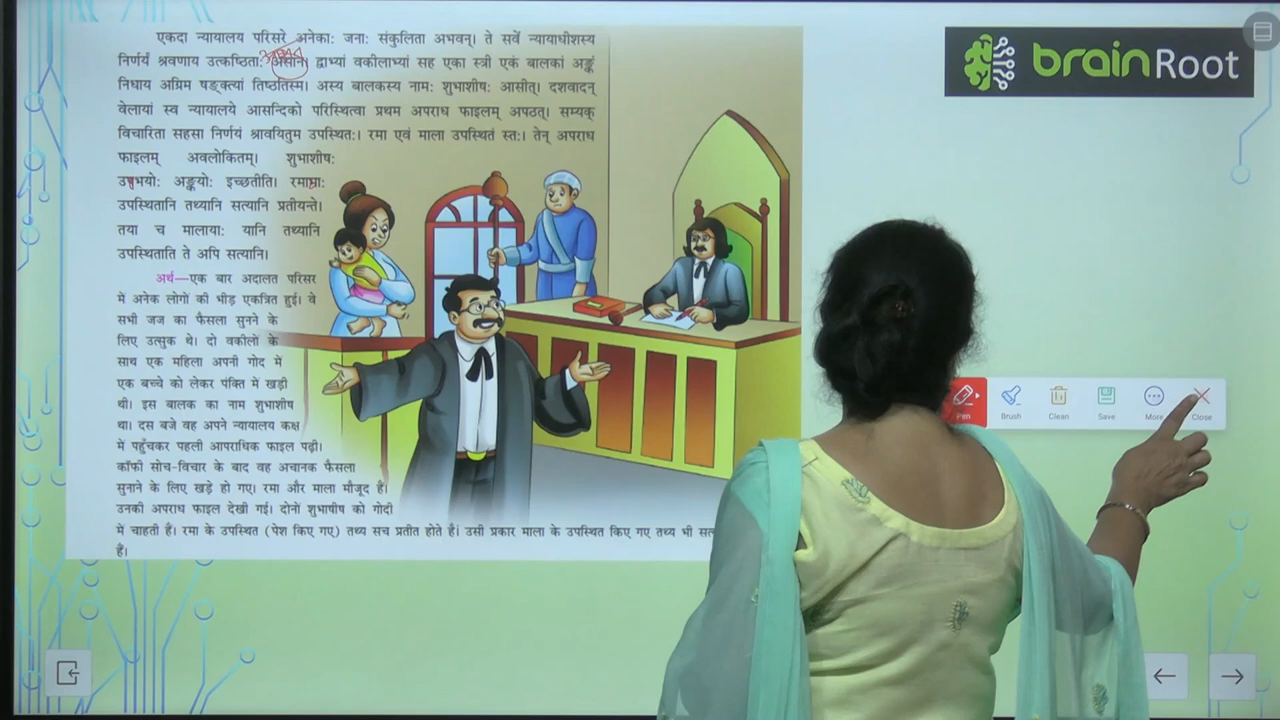 एकदा न्यायालय परिसरे अनेका: जना: संकुलिता अभवन्। ते सर्वे न्यायाधीशस्य
निर्णयं श्रवणाय उत्कष्ठिता: द्वाभ्यां वकीलाभ्यां सह एका स्त्री एकं बालकां अङ्कं
निधाय अग्रिम षङ्क्त्यां तिष्ठतिस्म। अस्य बालकस्य नाम: शुभाशीष: आसीत्। दशवादन्
वेलायां स्व न्यायालये आसन्दिको परिस्थित्वा प्रथम अपराध फाइलम् अपठत्। सम्यक्
विचारिता सहसा निर्णयं श्रावयितुम उपस्थित:। रमा एवं माला उपस्थितं स्त:। तेन् अपराध
फाइलम् अवलोकितम्। शुभाशीष:
उभयो: अङ्कयो: इच्छतीति।
उपस्थितानि तथ्यानि सत्यानि प्रतीयन्ते।
तया च मालाया: यानि तथ्यानि
उपस्थिताति ते अपि सत्यानि।
अर्थ—एक बार अदालत परिसर
में अनेक लोगों की भीड़ एकत्रित हुई। वे
सभी जज का फैसला सुनने के
लिए उत्सुक थे। दो वकीलों के
साथ एक महिला अपनी गोद में
एक बच्चे को लेकर पंक्ति में खड़ी
थी। इस बालक का नाम शुभाशीष
था। दस बजे वह अपने न्यायालय कक्ष
में पहुँचकर पहली आपराधिक फाइल पढ़ी।
कॉफी सोच-विचार के बाद वह अचानक फैसला
सुनाने के लिए खड़े हो गए। रमा और माला मौजूद हैं।
उनकी अपराध फाइल देखी गई। दोनों शुभाषीष को गोदी
में चाहती हैं। रमा के उपस्थित (पेश किए गए) तथ्य सच प्रतीत होते हैं। उसी प्रकार माला के उपस्थित किए गए तथ्य भी
हैं।
brainRoot
Pen
Brush
Clean
Save
More
Close